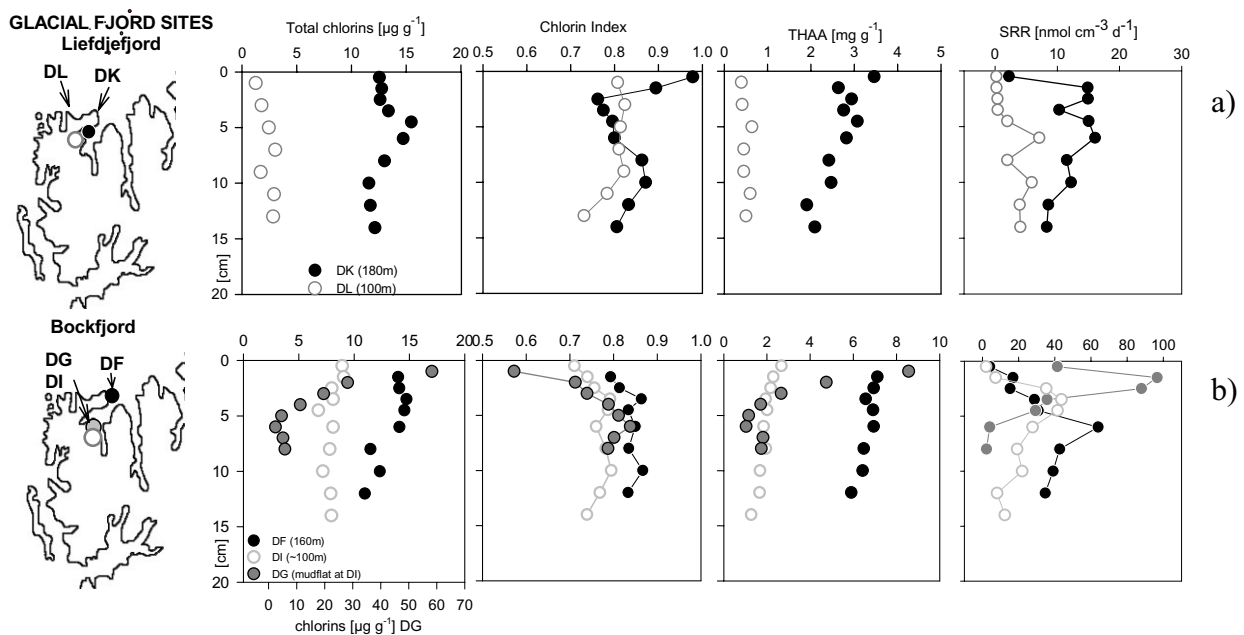 GLACIAL FJORD SITES
Liefdjefjord
DL DK
Total chlorins [µg g⁻¹]
0 5 10 15 20
Chlorin Index
0.5 0.6 0.7 0.8 0.9 1.0
THAA [mg g⁻¹]
0 1 2 3 4 5 6
SRR [nmol cm⁻³ d⁻¹]
0 10 20 30
0
5
10
15
[cm]
20
DK (180m)
DL (100m)
a)
Bockfjord
DG DF
DI
0 5 10 15 20
0.5 0.6 0.7 0.8 0.9 1.0
0 2 4 6 8 10
0 20 40 60 80 100
0
5
10
15
[cm]
20
DF (160m)
DI (~100m)
DG (mudflat at DI)
0 10 20 30 40 50 60 70
chlorins [µg g⁻¹] DG
b)